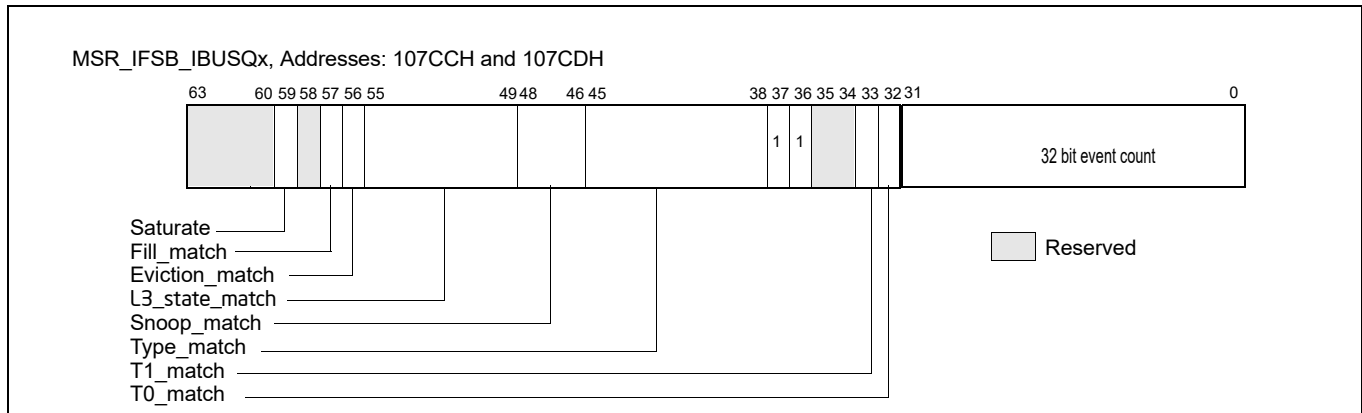 MSR_IFSB_IBUSQx, Addresses: 107CCH and 107CDH
63 60 59 58 57 56 55 49 48 46 45 38 37 36 35 34 33 32 31 0
1 1 32 bit event count
Saturate
Fill_match
Eviction_match
L3_state_match
Snoop_match
Type_match
T1_match
T0_match
Reserved